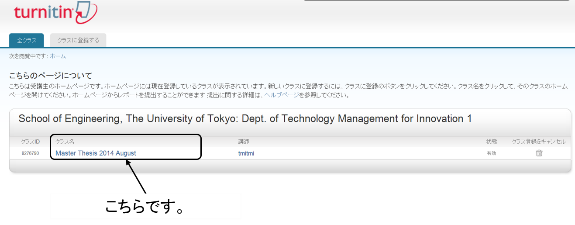 turnitin
全クラス クラスに登録する
次を閲覧中です: ホーム
こちらのページについて
こちらは受講生のホームページです。ホームページには現在登録しているクラスが表示されています。新しいクラスに登録するには、クラスに登録のボタンをクリックしてください。クラス名をクリックして、そのクラスのホーム
ページを開けてください。ホームページからレポートを提出することができます。提出に関する詳細は、ヘルプページを参照してください。
School of Engineering, The University of Tokyo: Dept. of Technology Management for Innovation 1
クラスID クラス名 講師 状態 クラス登録をキャンセル
Master Thesis 2014 August tmitmi 有効
こちらです。